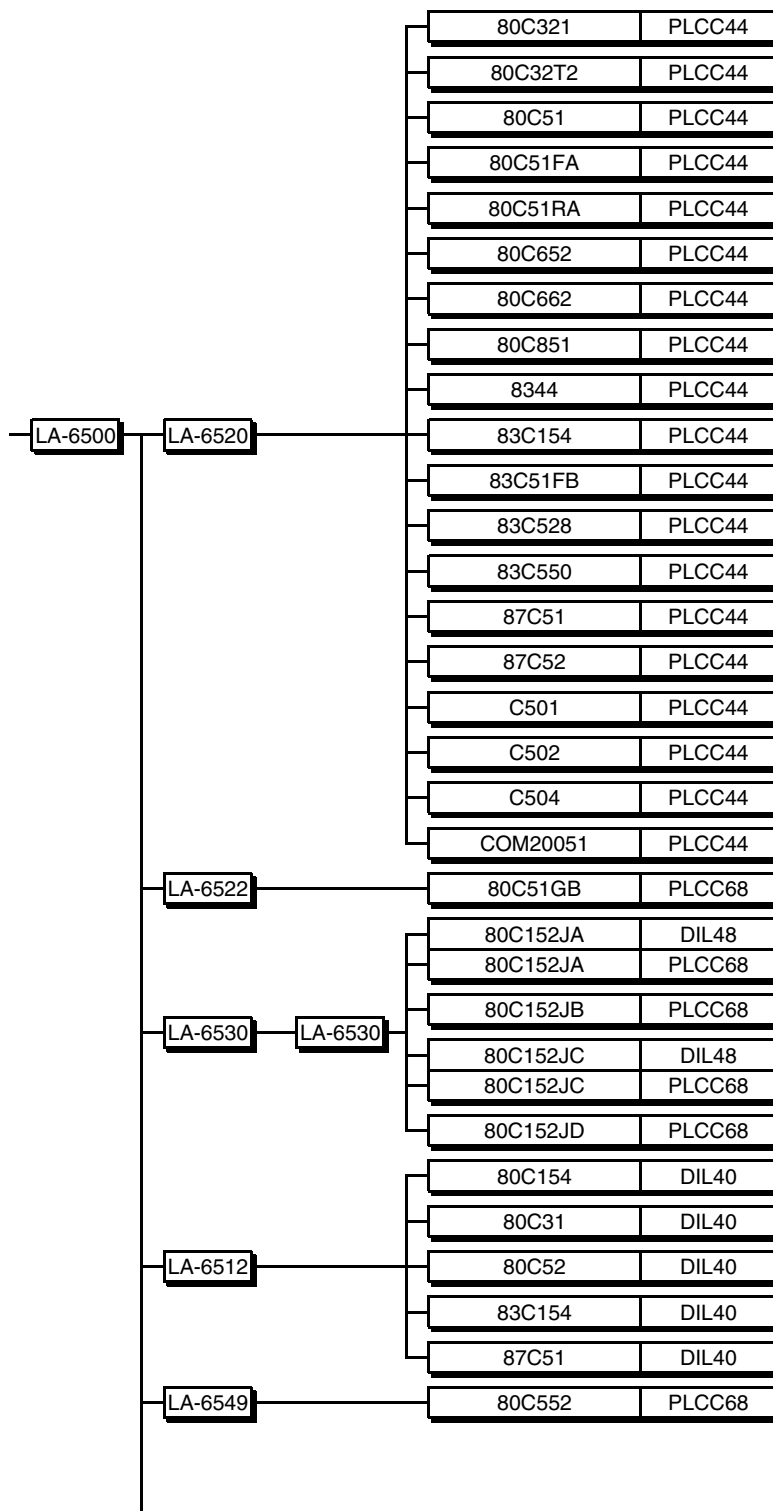 80C321 PLCC44
80C32T2 PLCC44
80C51 PLCC44
80C51FA PLCC44
80C51RA PLCC44
80C652 PLCC44
80C662 PLCC44
80C851 PLCC44
8344 PLCC44
LA-6500 LA-6520 83C154 PLCC44
83C51FB PLCC44
83C528 PLCC44
83C550 PLCC44
87C51 PLCC44
87C52 PLCC44
C501 PLCC44
C502 PLCC44
C504 PLCC44
COM20051 PLCC44
LA-6522 80C51GB PLCC68
80C152JA DIL48
80C152JA PLCC68
80C152JB PLCC68
LA-6530 LA-6530
80C152JC DIL48
80C152JC PLCC68
80C152JD PLCC68
80C154 DIL40
80C31 DIL40
LA-6512 80C52 DIL40
83C154 DIL40
87C51 DIL40
LA-6549 80C552 PLCC68